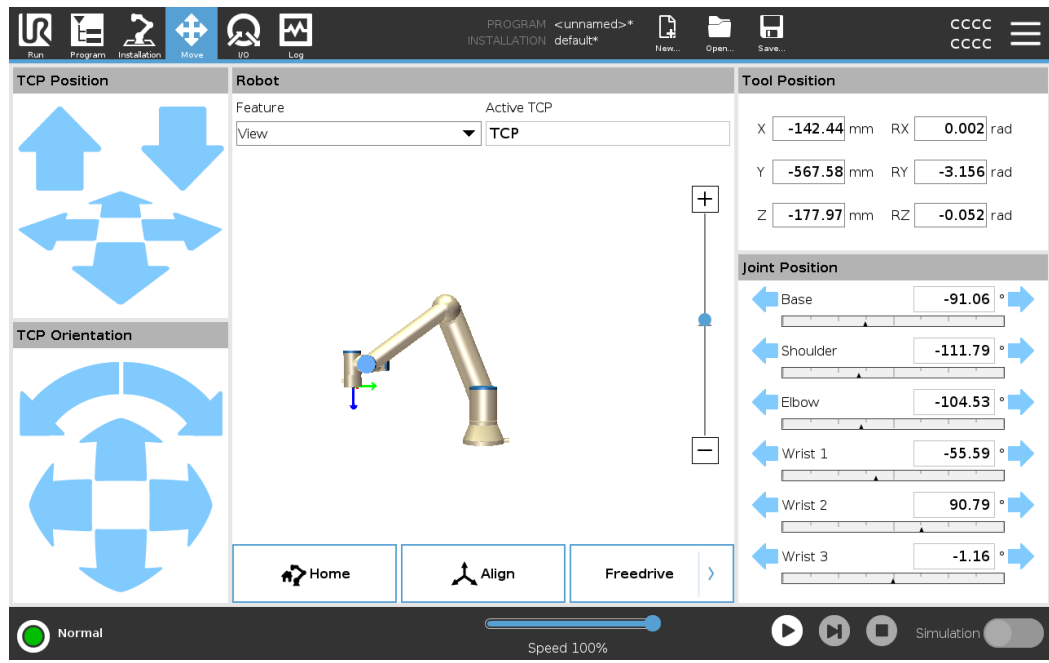 PROGRAM <unnamed>*
INSTALLATION default*
CCCC
CCCC
Run Program Installation Move I/O Log New... Open... Save...
TCP Position
Robot
Feature
Active TCP
View
TCP
Home
Align
Freedrive
TCP Orientation
Tool Position
X -142.44 mm RX 0.002 rad
Y -567.58 mm RY -3.156 rad
Z -177.97 mm RZ -0.052 rad
Joint Position
Base -91.06 °
Shoulder -111.79 °
Elbow -104.53 °
Wrist 1 -55.59 °
Wrist 2 90.79 °
Wrist 3 -1.16 °
Normal
Speed 100%
Simulation